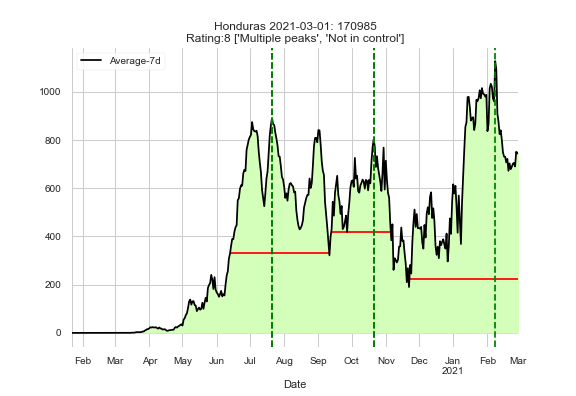 Honduras 2021-03-01: 170985
Rating:8 ['Multiple peaks', 'Not in control']
Average-7d
1000
800
600
400
200
0
Feb Mar Apr May Jun Jul Aug Sep Oct Nov Dec Jan Feb Mar
2021
Date